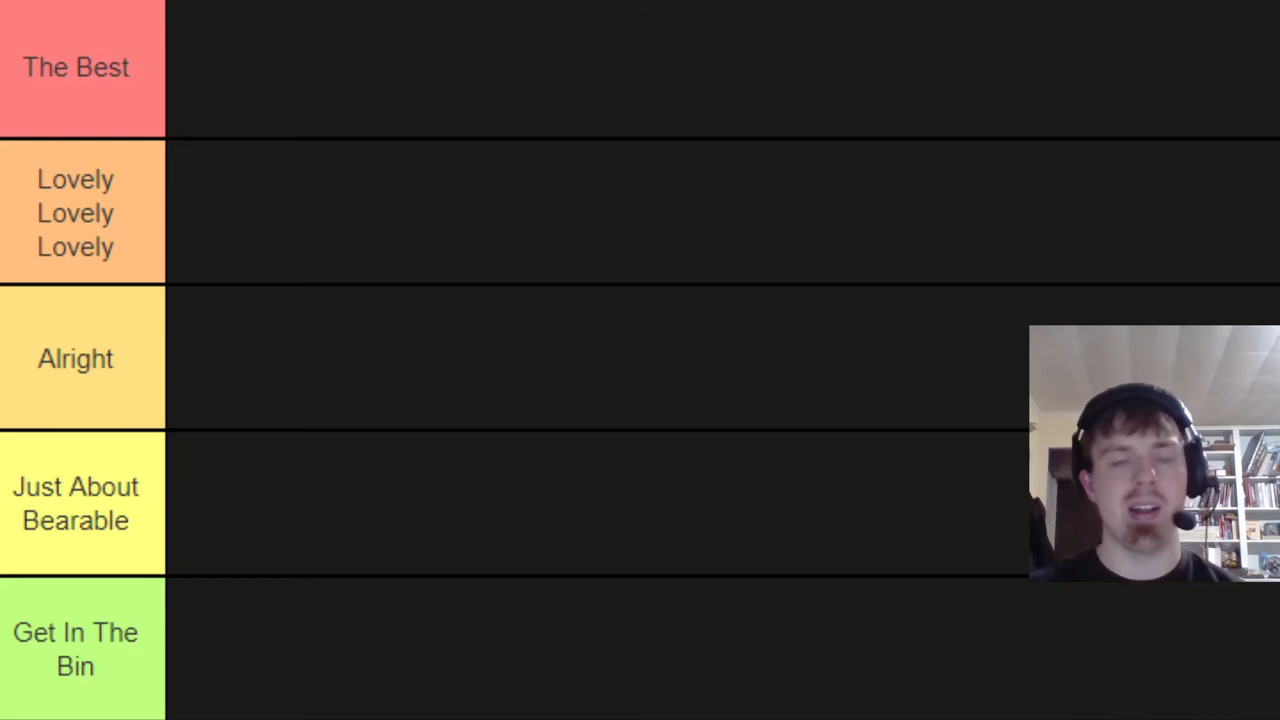 The Best
Lovely
Lovely
Lovely
Alright
Just About
Bearable
Get In The
Bin